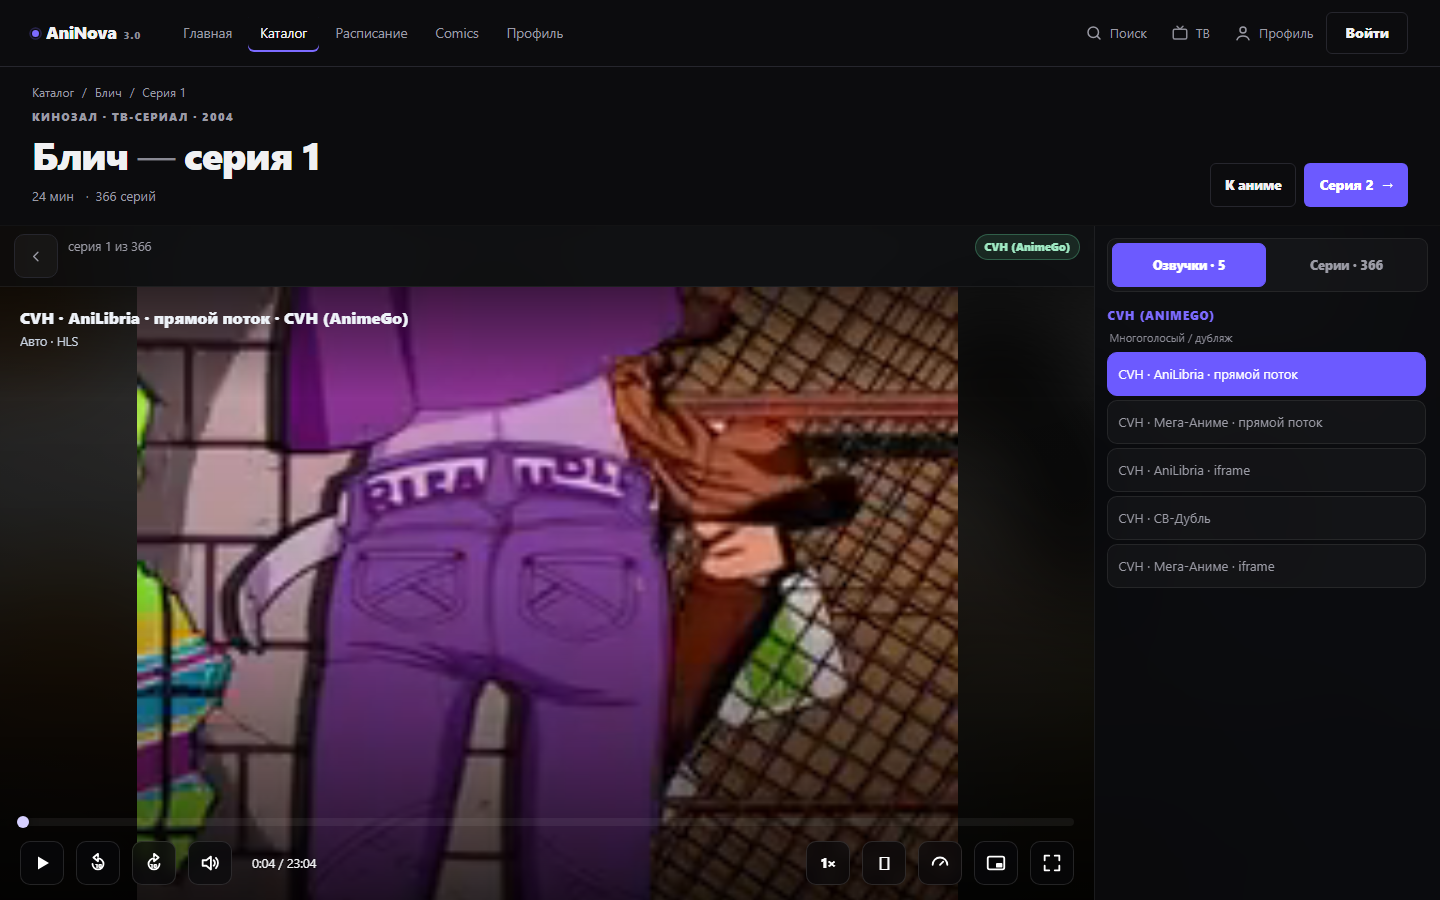 AniNova 3.0
Главная
Каталог
Расписание
Comics
Профиль
Поиск
ТВ
Профиль
Войти
Каталог / Блич / Серия 1
КИНОЗАЛ · ТВ-СЕРИАЛ · 2004
Блич — серия 1
24 мин · 366 серий
К аниме
Серия 2 →
серия 1 из 366
CVH (AnimeGo)
CVH · AniLibria · прямой поток · CVH (AnimeGo)
Авто · HLS
0:04 / 23:04
1×
Озвучки · 5
Серии · 366
CVH (ANIMEGO)
Многоголосый / дубляж
CVH · AniLibria · прямой поток
CVH · Мега-Аниме · прямой поток
CVH · AniLibria · iframe
CVH · СВ-Дубль
CVH · Мега-Аниме · iframe